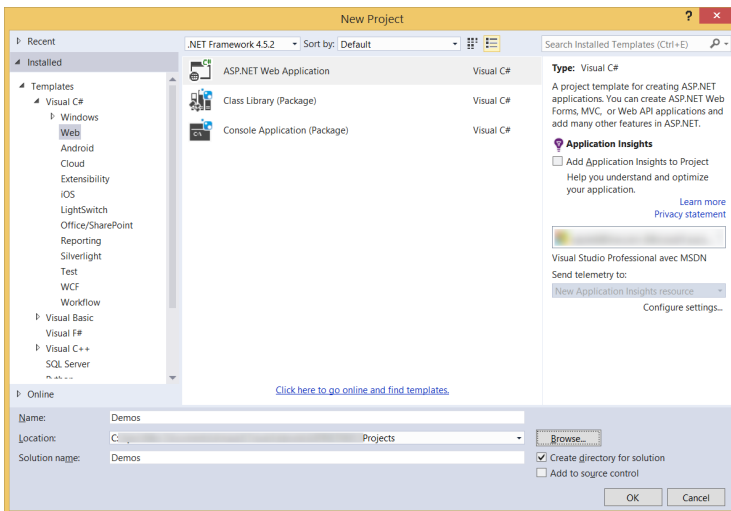 New Project
?
Recent
.NET Framework 4.5.2
Sort by: Default
Search Installed Templates (Ctrl+E)
Installed
Templates
Visual C#
Windows
Web
Android
Cloud
Extensibility
iOS
LightSwitch
Office/SharePoint
Reporting
Silverlight
Test
WCF
Workflow
Visual Basic
Visual F#
Visual C++
SQL Server
Online
ASP.NET Web Application Visual C#
Class Library (Package) Visual C#
Console Application (Package) Visual C#
Click here to go online and find templates.
Type: Visual C#
A project template for creating ASP.NET
applications. You can create ASP.NET Web
Forms, MVC, or Web API applications and
add many other features in ASP.NET.
Application Insights
Add Application Insights to Project
Help you understand and optimize
your application.
Learn more
Privacy statement
Visual Studio Professional avec MSDN
Send telemetry to:
New Application Insights resource
Configure settings...
Name: Demos
Location: C: Projects
Browse...
Solution name: Demos
Create directory for solution
Add to source control
OK Cancel